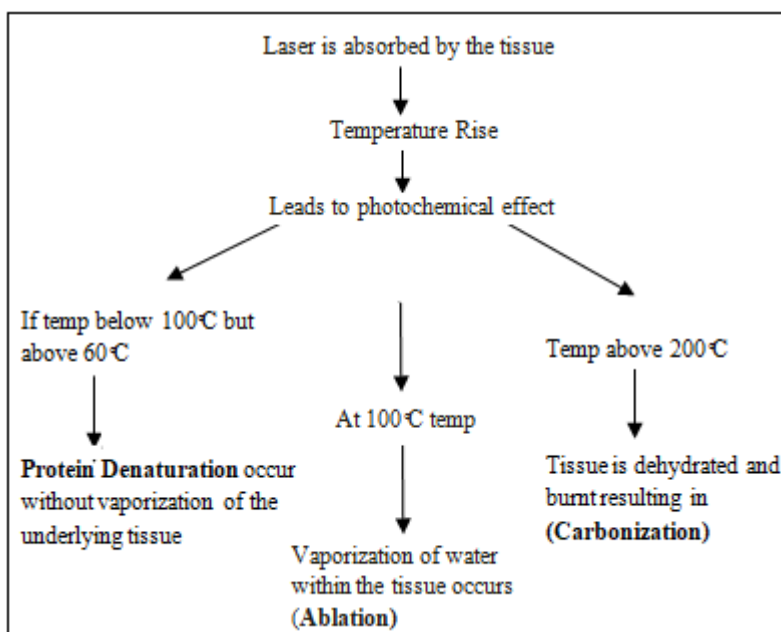 Laser is absorbed by the tissue
Temperature Rise
Leads to photochemical effect
If temp below 100°C but
above 60°C
Protein Denaturation occur
without vaporization of the
underlying tissue
At 100°C temp
Vaporization of water
within the tissue occurs
(Ablation)
Temp above 200°C
Tissue is dehydrated and
burnt resulting in
(Carbonization)